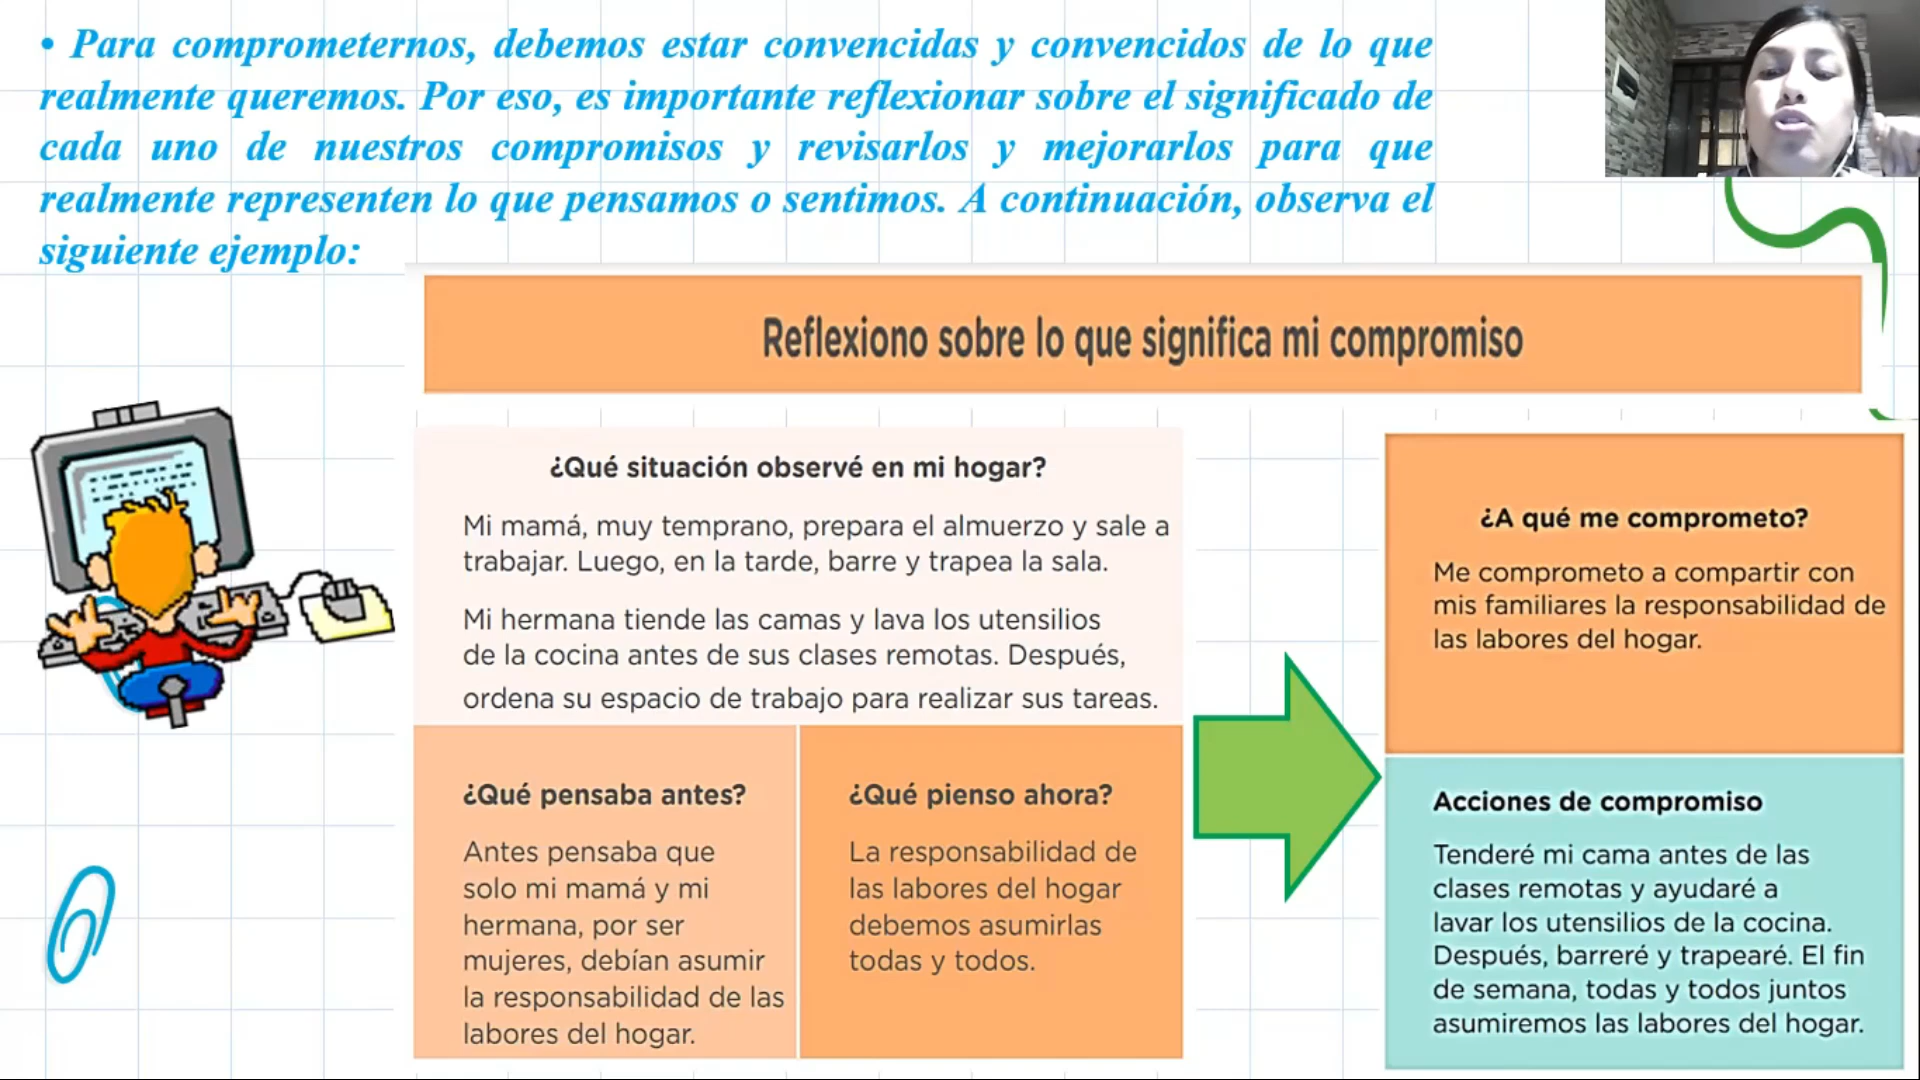 • Para comprometernos, debemos estar convencidas y convencidos de lo que
realmente queremos. Por eso, es importante reflexionar sobre el significado de
cada uno de nuestros compromisos y revisarlos y mejorarlos para que
realmente representen lo que pensamos o sentimos. A continuación, observa el
siguiente ejemplo:
Reflexiono sobre lo que significa mi compromiso
¿Qué situación observé en mi hogar?
Mi mamá, muy temprano, prepara el almuerzo y sale a
trabajar. Luego, en la tarde, barre y trapea la sala.
Mi hermana tiende las camas y lava los utensilios
de la cocina antes de sus clases remotas. Después,
ordena su espacio de trabajo para realizar sus tareas.
¿Qué pensaba antes?
Antes pensaba que
solo mi mamá y mi
hermana, por ser
mujeres, debían asumir
la responsabilidad de las
labores del hogar.
¿Qué pienso ahora?
La responsabilidad de
las labores del hogar
debemos asumirlas
todas y todos.
¿A qué me comprometo?
Me comprometo a compartir con
mis familiares la responsabilidad de
las labores del hogar.
Acciones de compromiso
Tenderé mi cama antes de las
clases remotas y ayudaré a
lavar los utensilios de la cocina.
Después, barreré y trapearé. El fin
de semana, todas y todos juntos
asumiremos las labores del hogar.